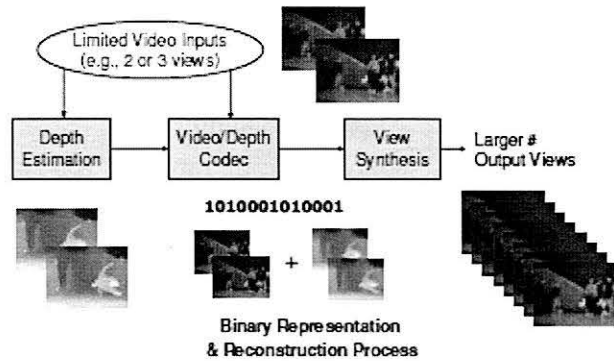 Limited Video Inputs
(e.g., 2 or 3 views)
Depth
Estimation
Video/Depth
Codec
View
Synthesis
Larger #
Output Views
1010001010001
+
Binary Representation
& Reconstruction Process